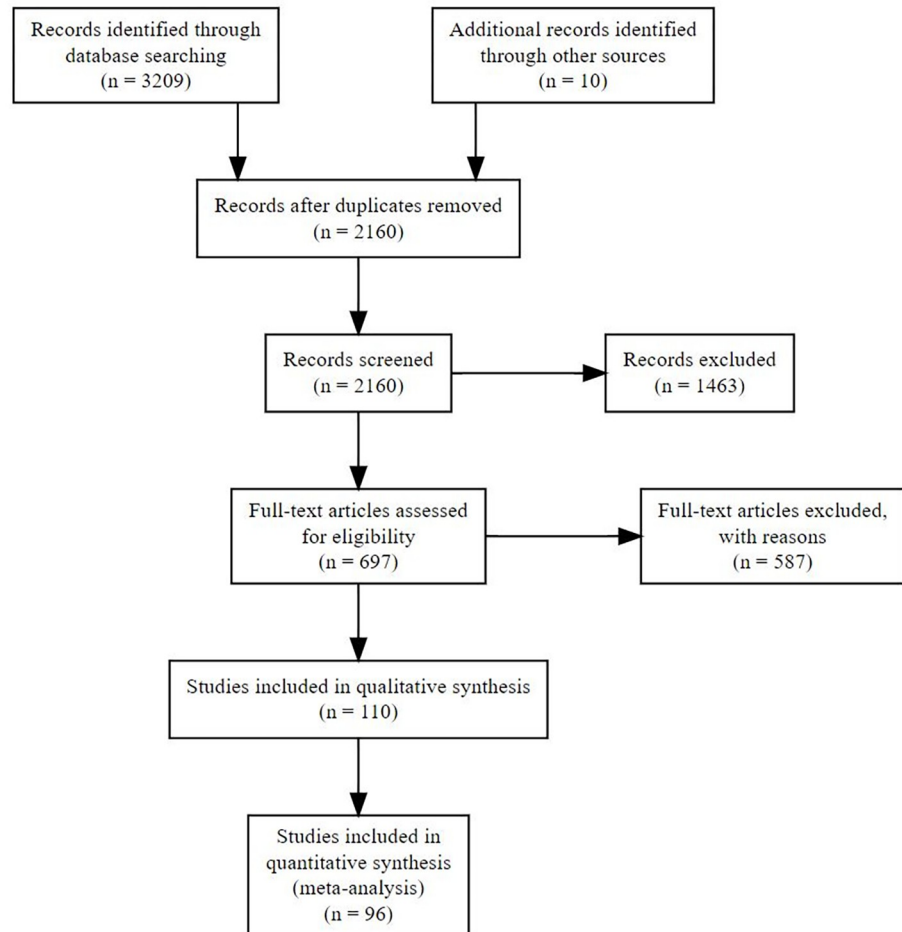 Records identified through
database searching
(n = 3209)
Additional records identified
through other sources
(n = 10)
Records after duplicates removed
(n = 2160)
Records screened
(n = 2160)
Records excluded
(n = 1463)
Full-text articles assessed
for eligibility
(n = 697)
Full-text articles excluded,
with reasons
(n = 587)
Studies included in qualitative synthesis
(n = 110)
Studies included in
quantitative synthesis
(meta-analysis)
(n = 96)